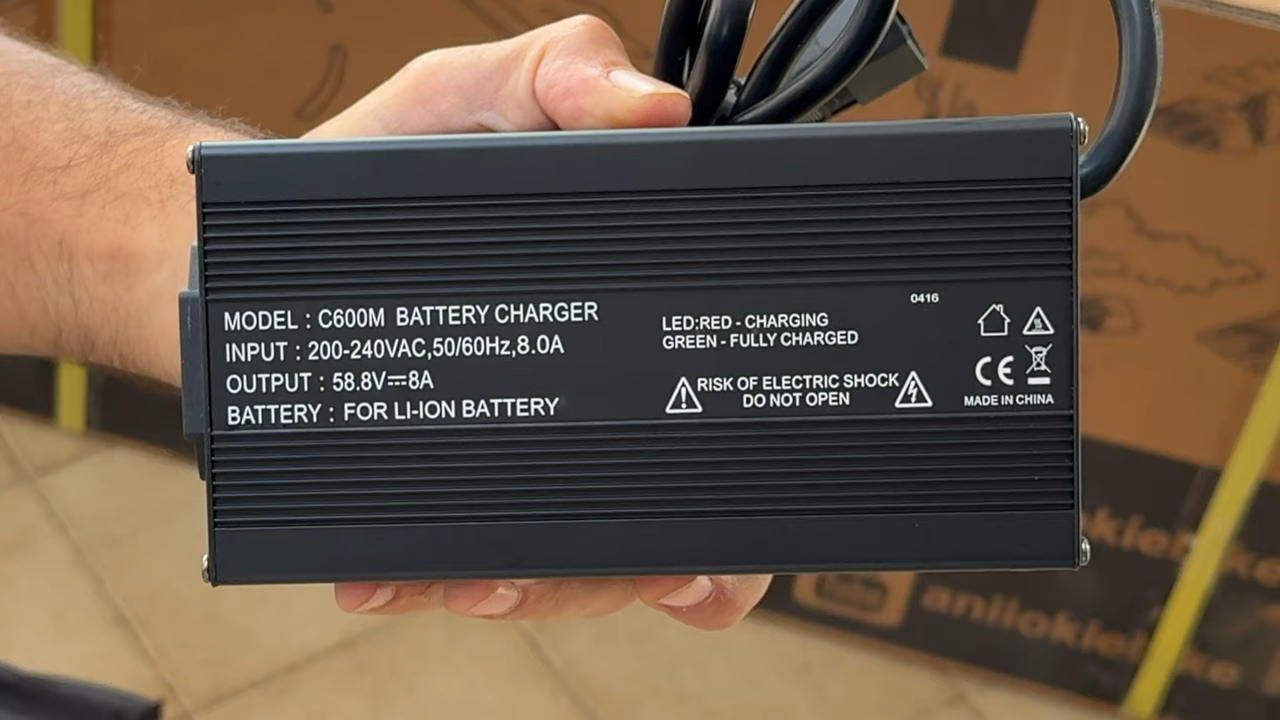 MODEL : C600M BATTERY CHARGER
INPUT : 200-240VAC,50/60Hz,8.0A
OUTPUT : 58.8V⎓8A
BATTERY : FOR LI-ION BATTERY
LED:RED - CHARGING
GREEN - FULLY CHARGED
RISK OF ELECTRIC SHOCK
DO NOT OPEN
0416
CE
MADE IN CHINA
aniiokiebike